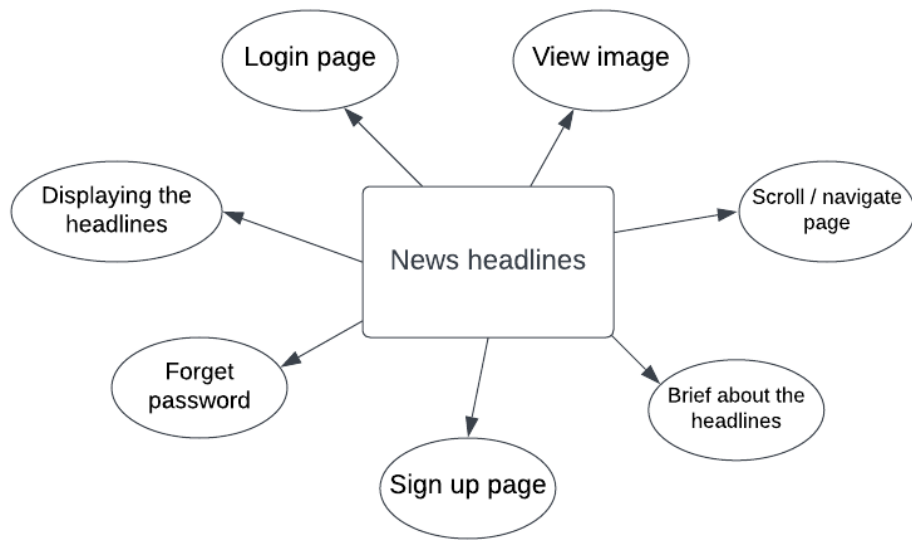 Login page
View image
Displaying the
headlines
Scroll / navigate
page
News headlines
Forget
password
Brief about the
headlines
Sign up page